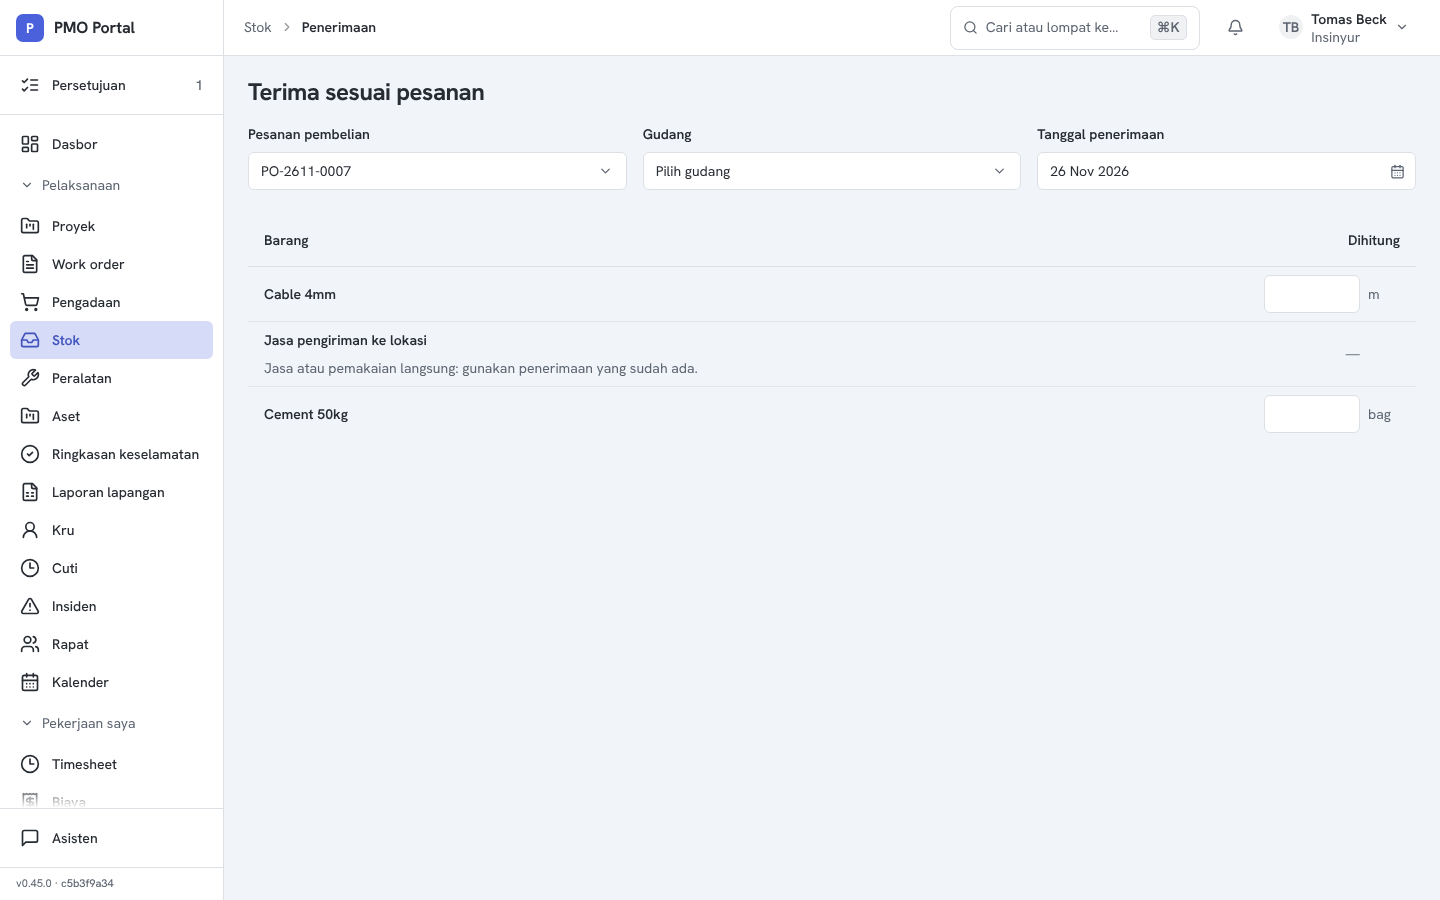 P PMO Portal
Stok > Penerimaan
Cari atau lompat ke... ⌘K
TB Tomas Beck
Insinyur
Persetujuan 1
Dasbor
Pelaksanaan
Proyek
Work order
Pengadaan
Stok
Peralatan
Aset
Ringkasan keselamatan
Laporan lapangan
Kru
Cuti
Insiden
Rapat
Kalender
Pekerjaan saya
Timesheet
Biaya
Asisten
v0.45.0 · c5b3f9a34
Terima sesuai pesanan
Pesanan pembelian Gudang Tanggal penerimaan
PO-2611-0007 Pilih gudang 26 Nov 2026
Barang Dihitung
Cable 4mm m
Jasa pengiriman ke lokasi —
Jasa atau pemakaian langsung: gunakan penerimaan yang sudah ada.
Cement 50kg bag